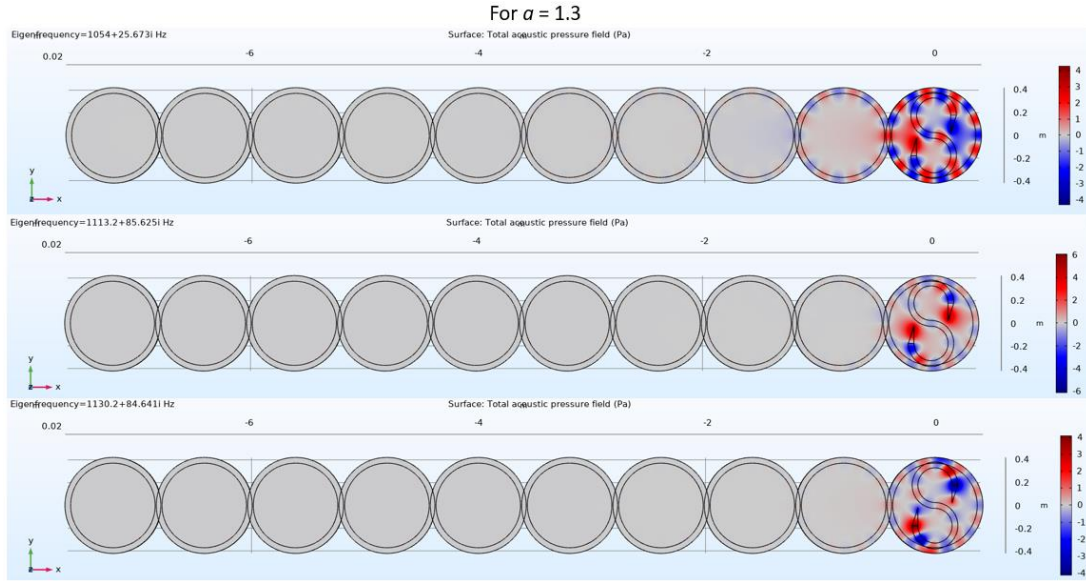 For a = 1.3
Eigenfrequency=1054+25.673i Hz
Surface: Total acoustic pressure field (Pa)
0.02 -6 -4 -2 0
4
3
2
1
0
-1
-2
-3
-4
0.4
0.2
0 m
-0.2
-0.4
y
z x
Eigenfrequency=1113.2+85.625i Hz
Surface: Total acoustic pressure field (Pa)
0.02 -6 -4 -2 0
6
4
2
0
-2
-4
-6
0.4
0.2
0 m
-0.2
-0.4
y
z x
Eigenfrequency=1130.2+84.641i Hz
Surface: Total acoustic pressure field (Pa)
0.02 -6 -4 -2 0
4
3
2
1
0
-1
-2
-3
-4
0.4
0.2
0 m
-0.2
-0.4
y
z x